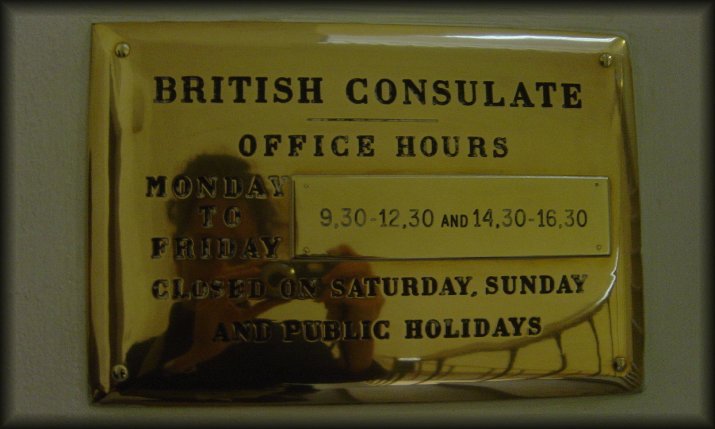 BRITISH CONSULATE
OFFICE HOURS
MONDAY
TO
FRIDAY
9,30-12,30 AND 14,30-16,30
CLOSED ON SATURDAY, SUNDAY
AND PUBLIC HOLIDAYS